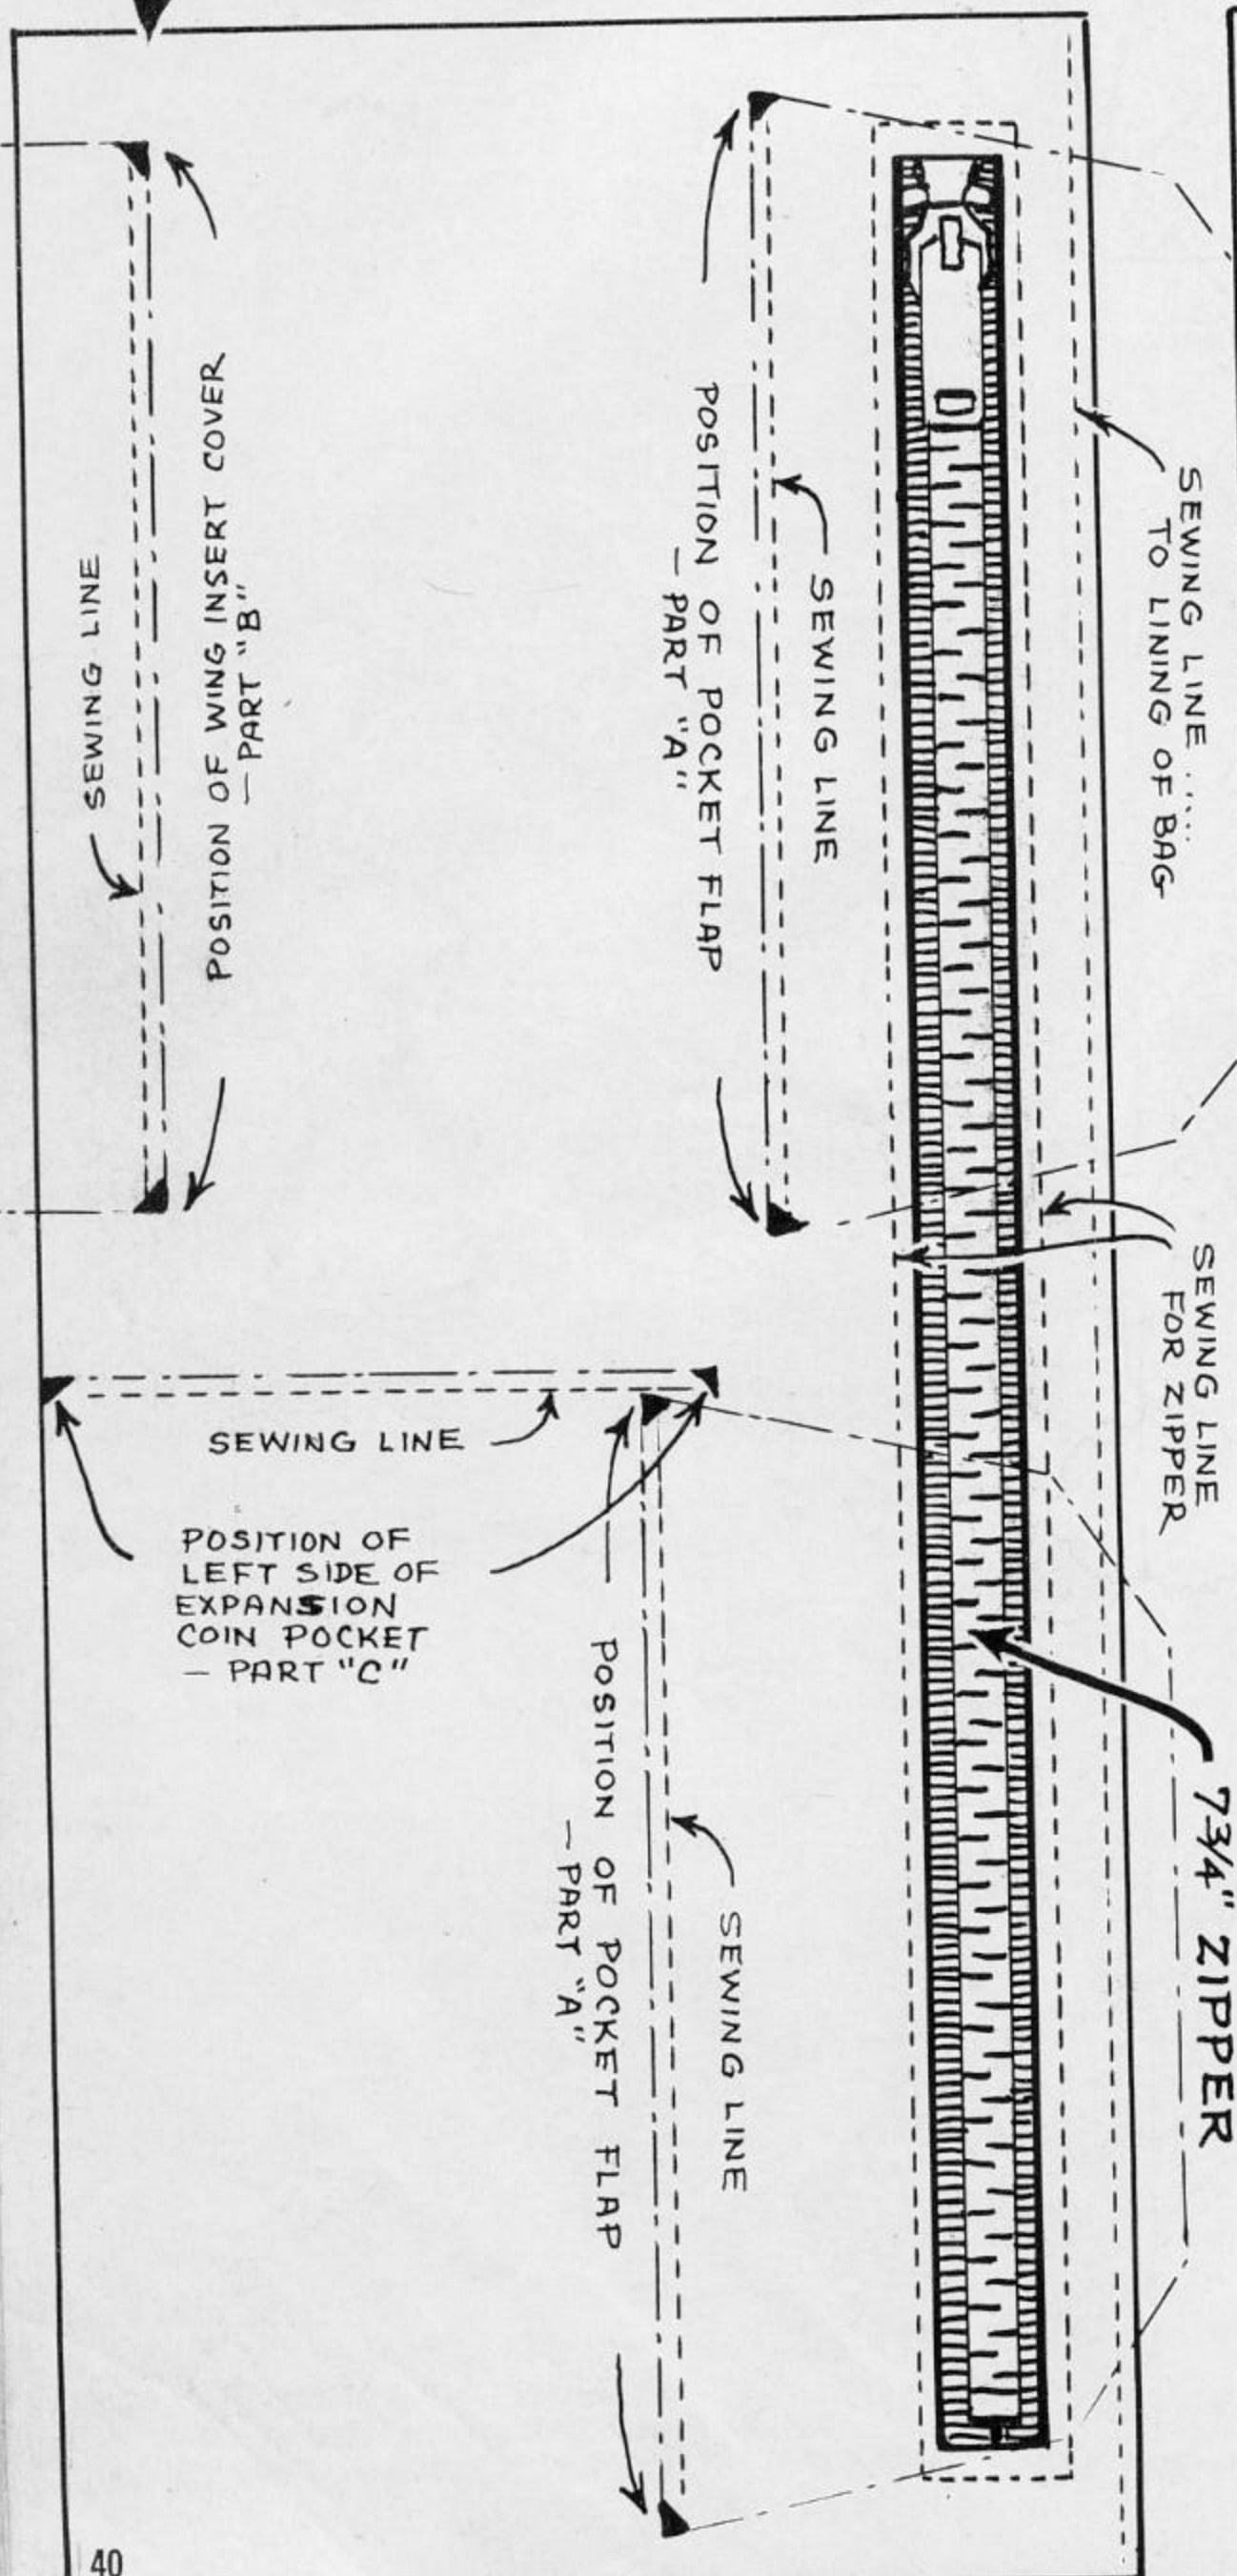 SEWING LINE
POSITION OF WING INSERT COVER
— PART "B"
POSITION OF POCKET FLAP
— PART "A"
SEWING LINE
SEWING LINE .....
TO LINING OF BAG
SEWING LINE
FOR ZIPPER
SEWING LINE
POSITION OF
LEFT SIDE OF
EXPANSION
COIN POCKET
— PART "C"
POSITION OF POCKET FLAP
— PART "A"
SEWING LINE
7 3/4" ZIPPER
40